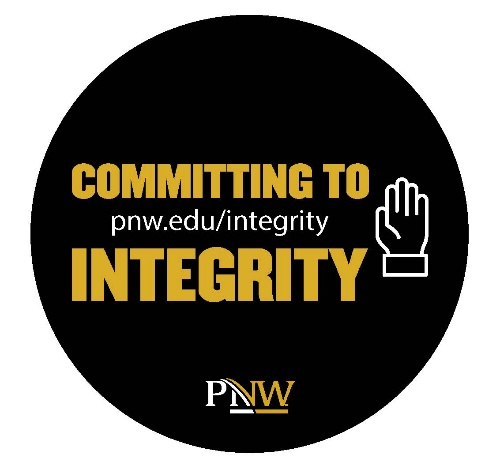 COMMITTING TO
pnw.edu/integrity
INTEGRITY
PNW